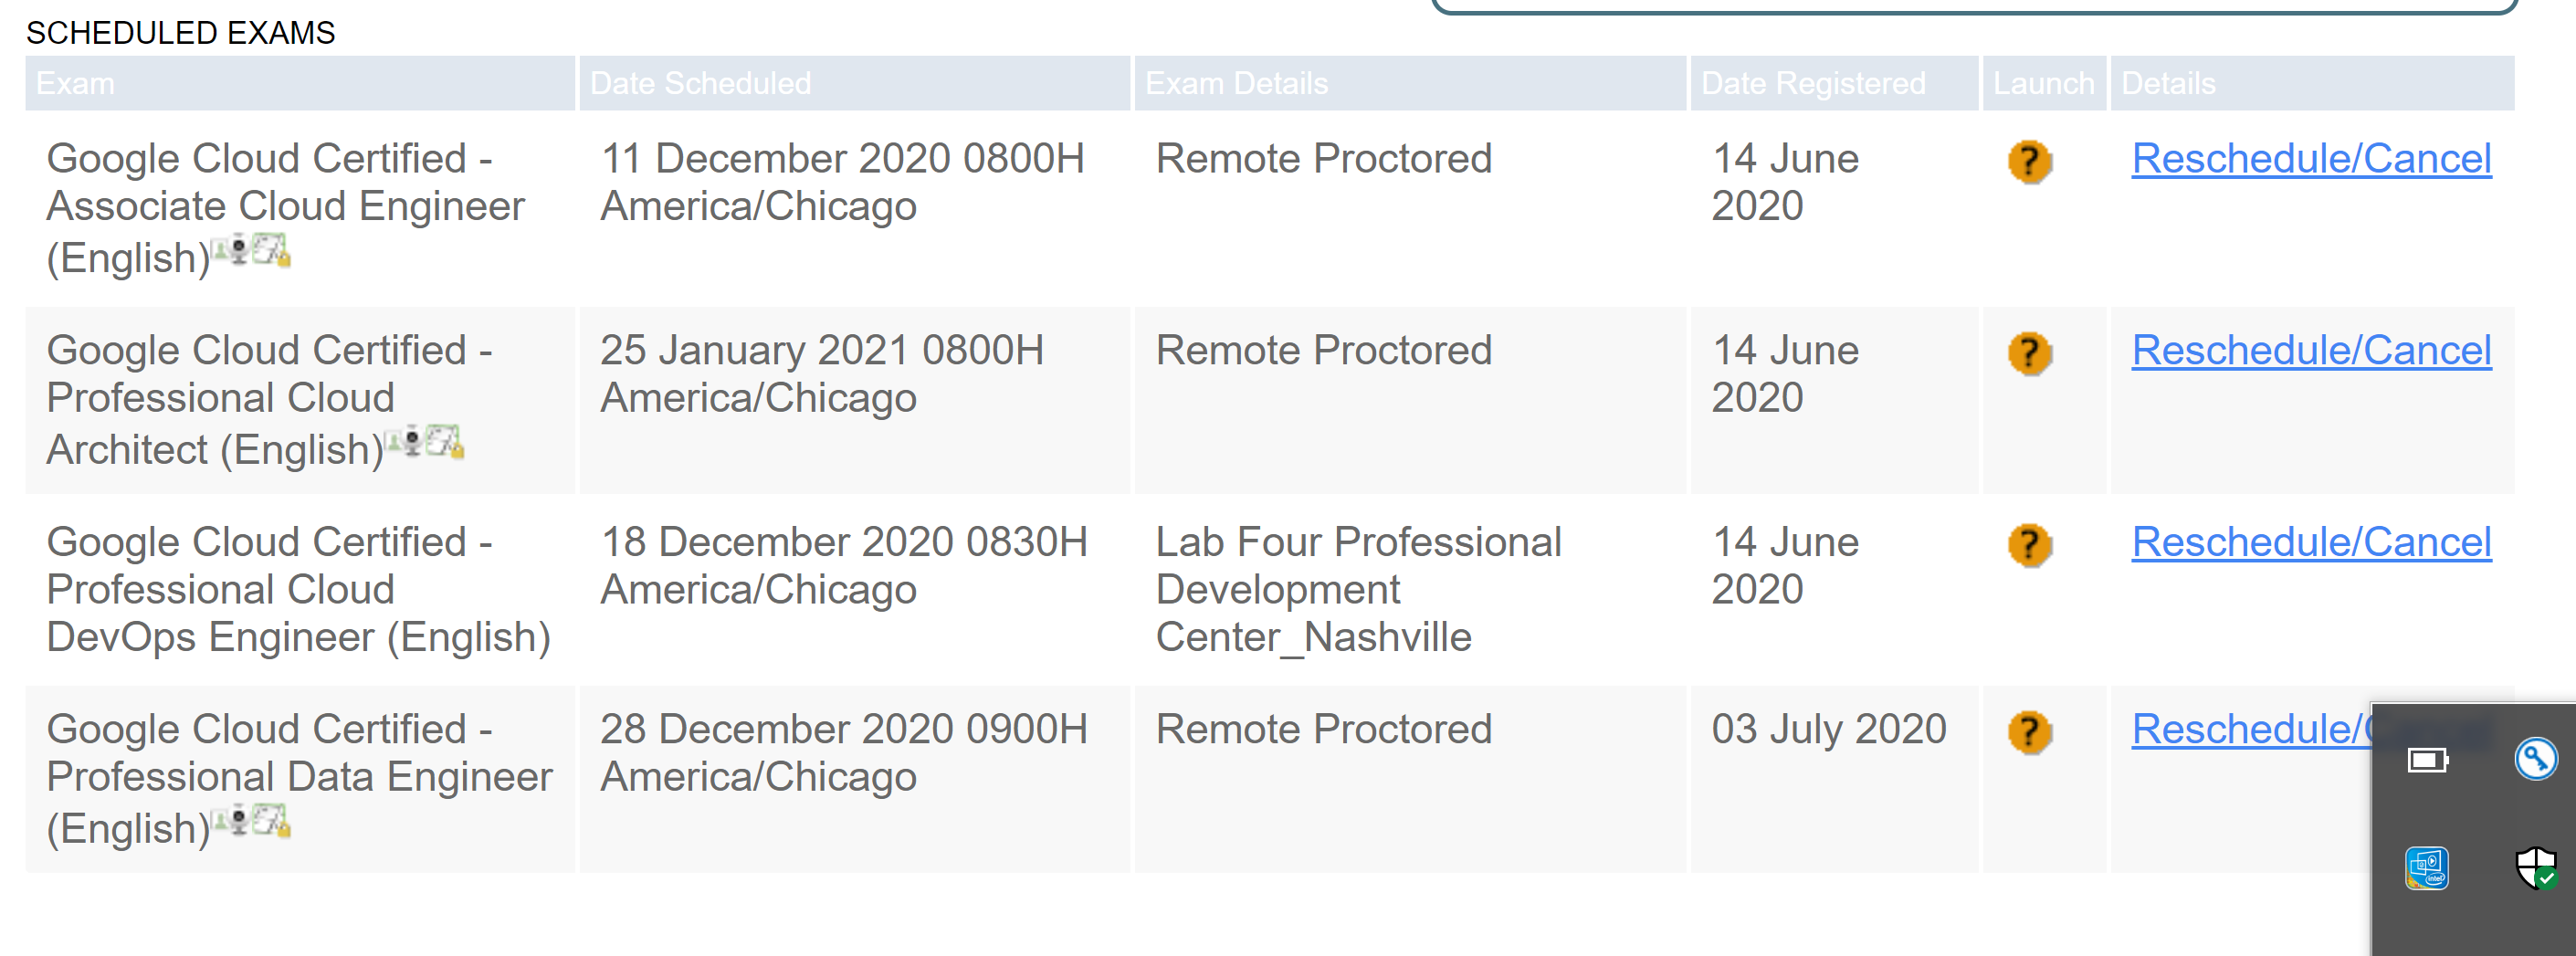 SCHEDULED EXAMS
Exam Date Scheduled Exam Details Date Registered Launch Details
Google Cloud Certified - 11 December 2020 0800H Remote Proctored 14 June ? Reschedule/Cancel
Associate Cloud Engineer America/Chicago 2020
(English)
Google Cloud Certified - 25 January 2021 0800H Remote Proctored 14 June ? Reschedule/Cancel
Professional Cloud America/Chicago 2020
Architect (English)
Google Cloud Certified - 18 December 2020 0830H Lab Four Professional 14 June ? Reschedule/Cancel
Professional Cloud America/Chicago Development 2020
DevOps Engineer (English) Center_Nashville
Google Cloud Certified - 28 December 2020 0900H Remote Proctored 03 July 2020 ? Reschedule/
Professional Data Engineer America/Chicago
(English)
intel